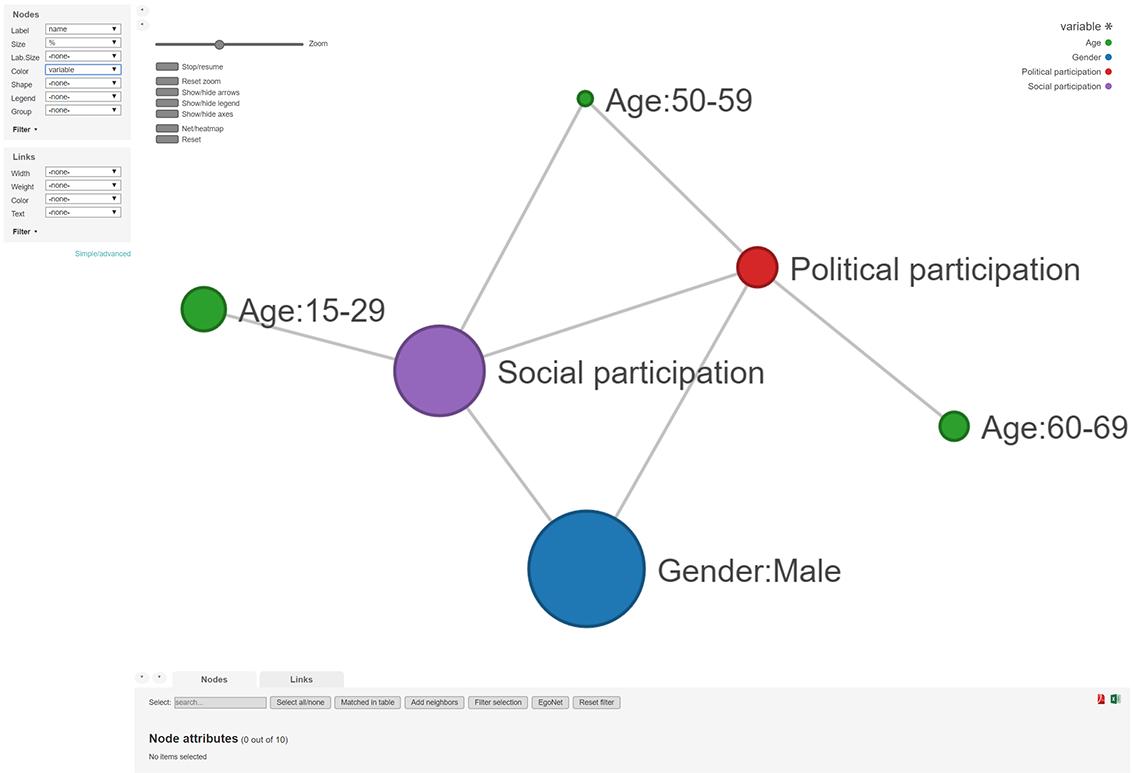 Nodes
Label name
Size %
Lab.Size -none-
Color variable
Shape -none-
Legend -none-
Group -none-
Filter
Links
Width -none-
Weight -none-
Color -none-
Text -none-
Filter
Simple/advanced
Zoom
Stop/resume
Reset zoom
Show/hide arrows
Show/hide legend
Show/hide axes
Net/heatmap
Reset
variable
Age
Gender
Political participation
Social participation
Age:50-59
Political participation
Age:15-29
Social participation
Age:60-69
Gender:Male
Nodes Links
Select: search... Select all/none Matched in table Add neighbors Filter selection EgoNet Reset filter
Node attributes (0 out of 10)
No items selected